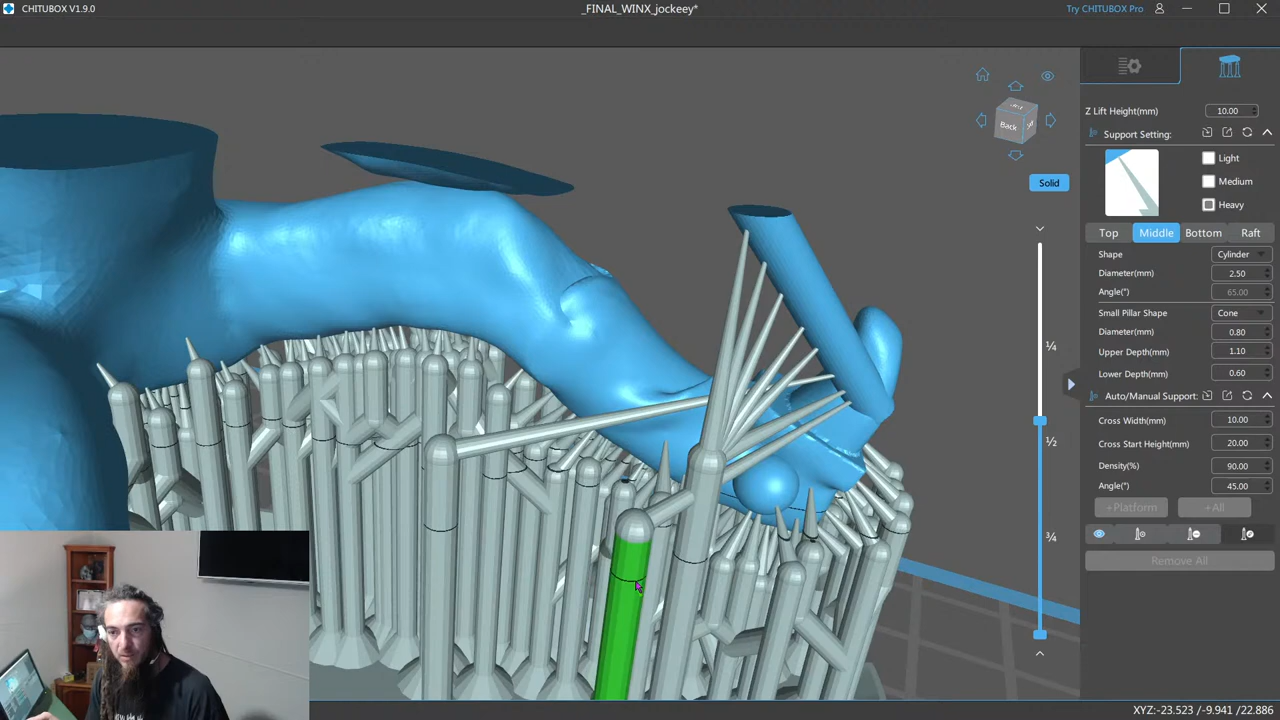 CHITUBOX V1.9.0
_FINAL_WINX_jockeey*
Try CHITUBOX Pro
Back
Solid
Z Lift Height(mm) 10.00
Support Setting:
Light
Medium
Heavy
Top Middle Bottom Raft
Shape Cylinder
Diameter(mm) 2.50
Angle(°) 65.00
Small Pillar Shape Cone
Diameter(mm) 0.80
Upper Depth(mm) 1.10
Lower Depth(mm) 0.60
Auto/Manual Support:
Cross Width(mm) 10.00
Cross Start Height(mm) 20.00
Density(%) 90.00
Angle(°) 45.00
+Platform +All
Remove All
¼
½
¾
XYZ:-23.523 /-9.941 /22.886